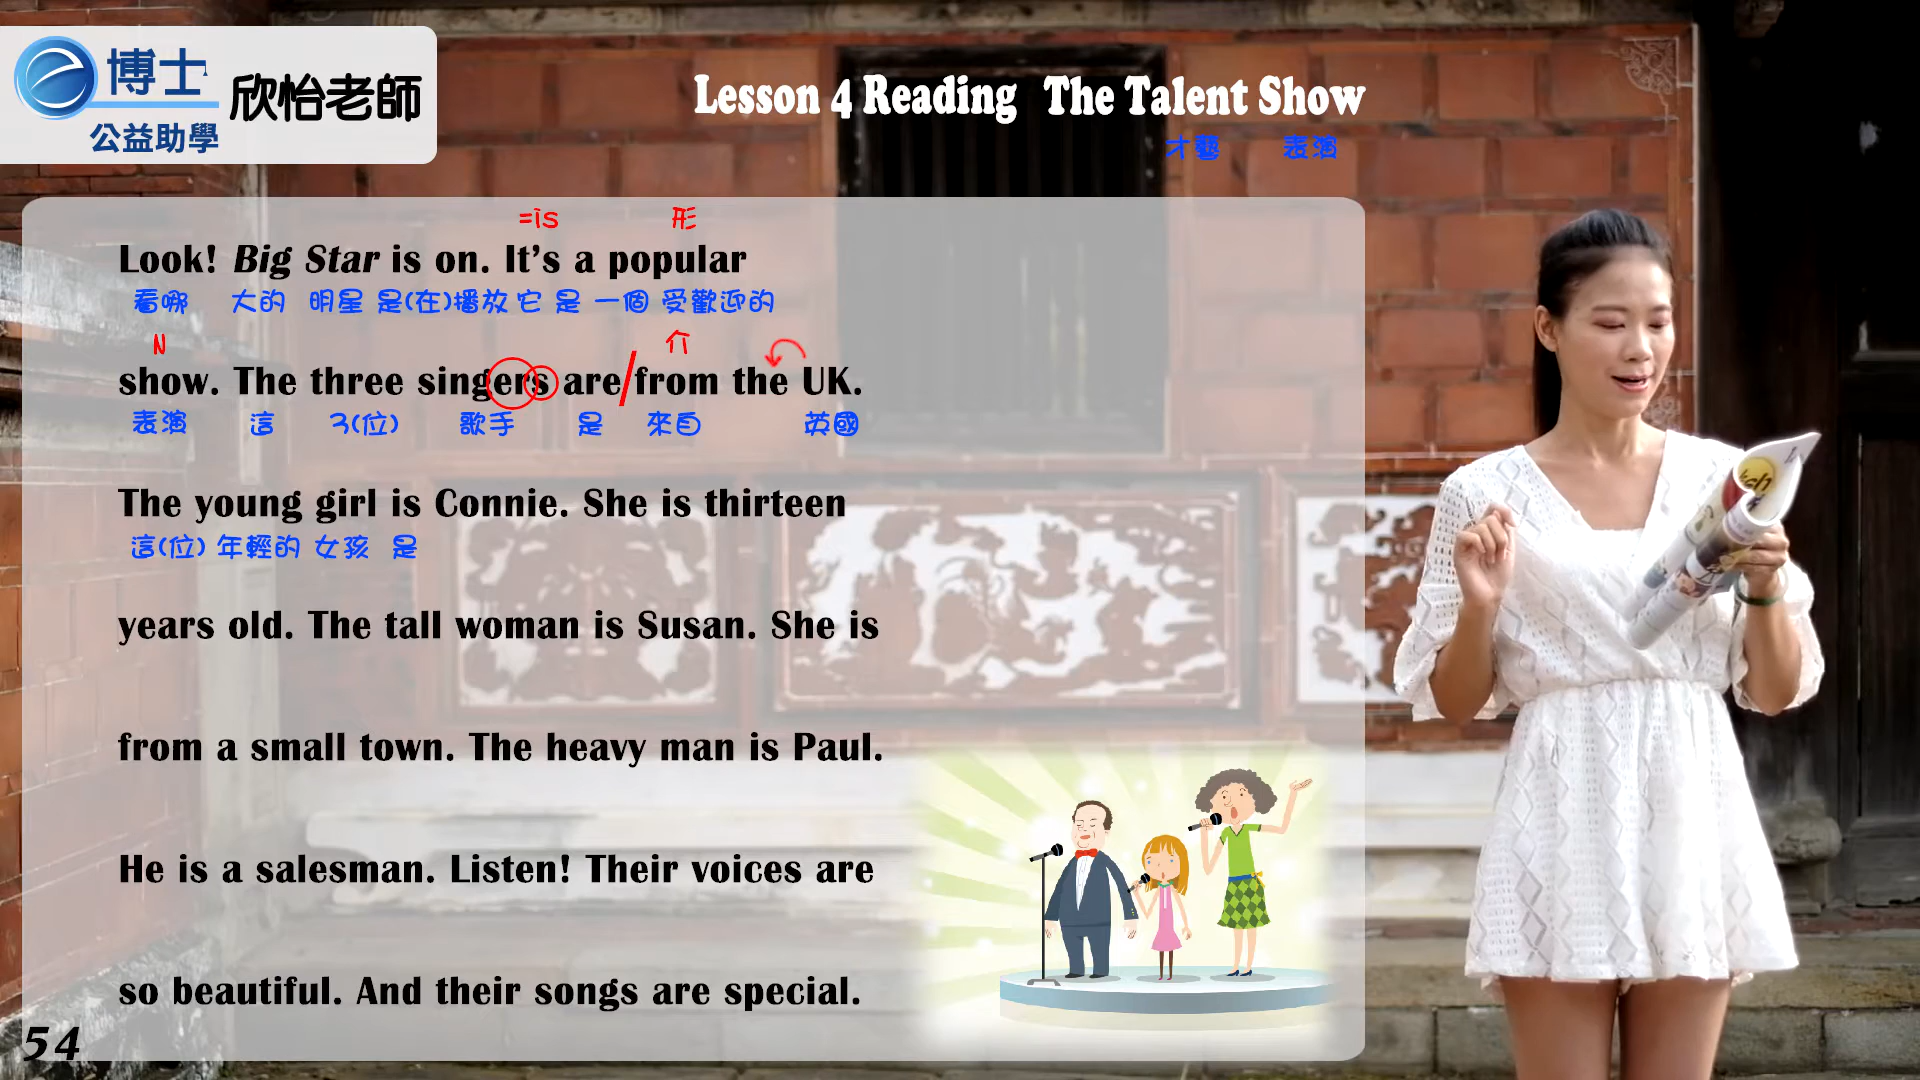 博士
公益助學
欣怡老師
Lesson 4 Reading The Talent Show
才藝 表演
=is 形
Look! Big Star is on. It's a popular
看哪 大的 明星 是(在)播放 它 是 一個 受歡迎的
N 介
show. The three singers are/from the UK.
表演 這 3(位) 歌手 是 來自 英國
The young girl is Connie. She is thirteen
這(位) 年輕的 女孩 是
years old. The tall woman is Susan. She is
from a small town. The heavy man is Paul.
He is a salesman. Listen! Their voices are
so beautiful. And their songs are special.
54